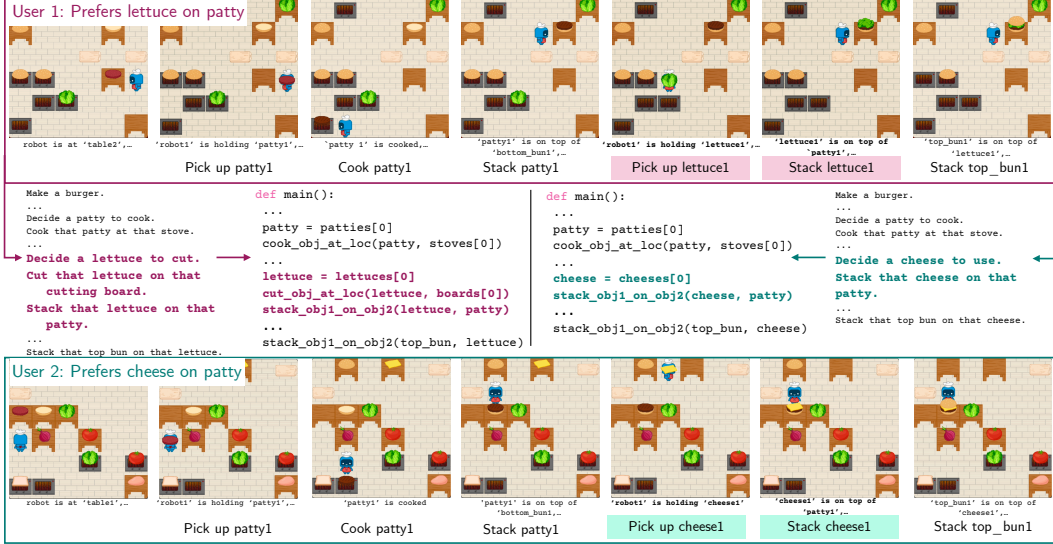 User 1: Prefers lettuce on patty
robot is at 'table2',…
'robot1' is holding 'patty1',…
`patty 1' is cooked,…
'patty1' is on top of
'bottom_bun1',…
'robot1' is holding 'lettuce1',…
'lettuce1' is on top of
`patty1',…
'top_bun1' is on top of
'lettuce1',…
Pick up patty1
Cook patty1
Stack patty1
Pick up lettuce1
Stack lettuce1
Stack top_bun1
Make a burger.
...
Decide a patty to cook.
Cook that patty at that stove.
...
Decide a lettuce to cut.
Cut that lettuce on that
cutting board.
Stack that lettuce on that
patty.
...
Stack that top bun on that lettuce.
def main():
...
patty = patties[0]
cook_obj_at_loc(patty, stoves[0])
...
lettuce = lettuces[0]
cut_obj_at_loc(lettuce, boards[0])
stack_obj1_on_obj2(lettuce, patty)
...
stack_obj1_on_obj2(top_bun, lettuce)
def main():
...
patty = patties[0]
cook_obj_at_loc(patty, stoves[0])
...
cheese = cheeses[0]
stack_obj1_on_obj2(cheese, patty)
...
stack_obj1_on_obj2(top_bun, cheese)
Make a burger.
...
Decide a patty to cook.
Cook that patty at that stove.
...
Decide a cheese to use.
Stack that cheese on that
patty.
...
Stack that top bun on that cheese.
User 2: Prefers cheese on patty
robot is at 'table1',…
'robot1' is holding 'patty1',…
'patty1' is cooked
'patty1' is on top of
'bottom_bun1,…
'robot1' is holding 'cheese1'
'cheese1' is on top of
'patty1',…
'top_bun1' is on top of
'cheese1',…
Pick up patty1
Cook patty1
Stack patty1
Pick up cheese1
Stack cheese1
Stack top_bun1